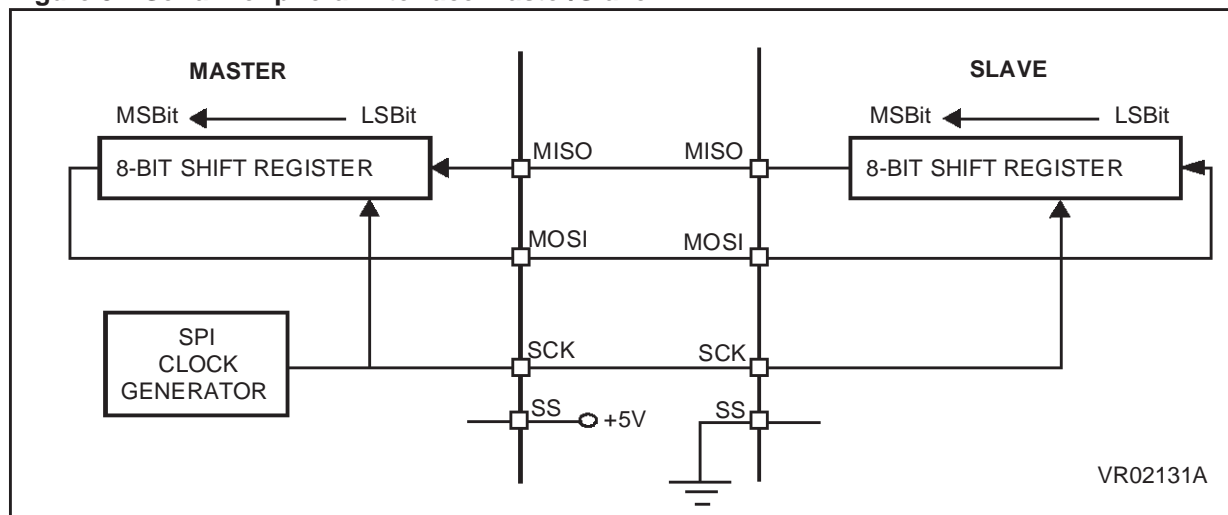 MASTER
SLAVE
MSBit LSBit
MSBit LSBit
8-BIT SHIFT REGISTER
MISO MISO
8-BIT SHIFT REGISTER
MOSI MOSI
SPI
CLOCK
GENERATOR
SCK SCK
SS +5V
SS
VR02131A